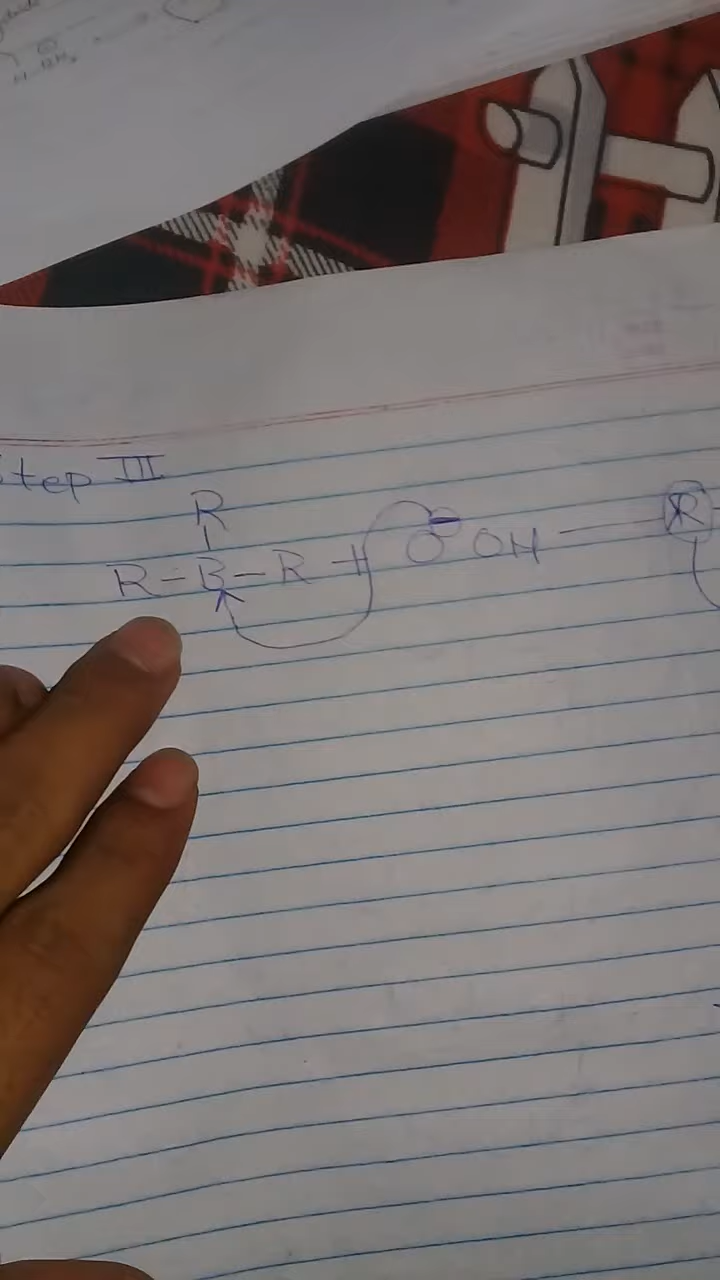 Step III
R
R-B-R + O⊖ OH — R